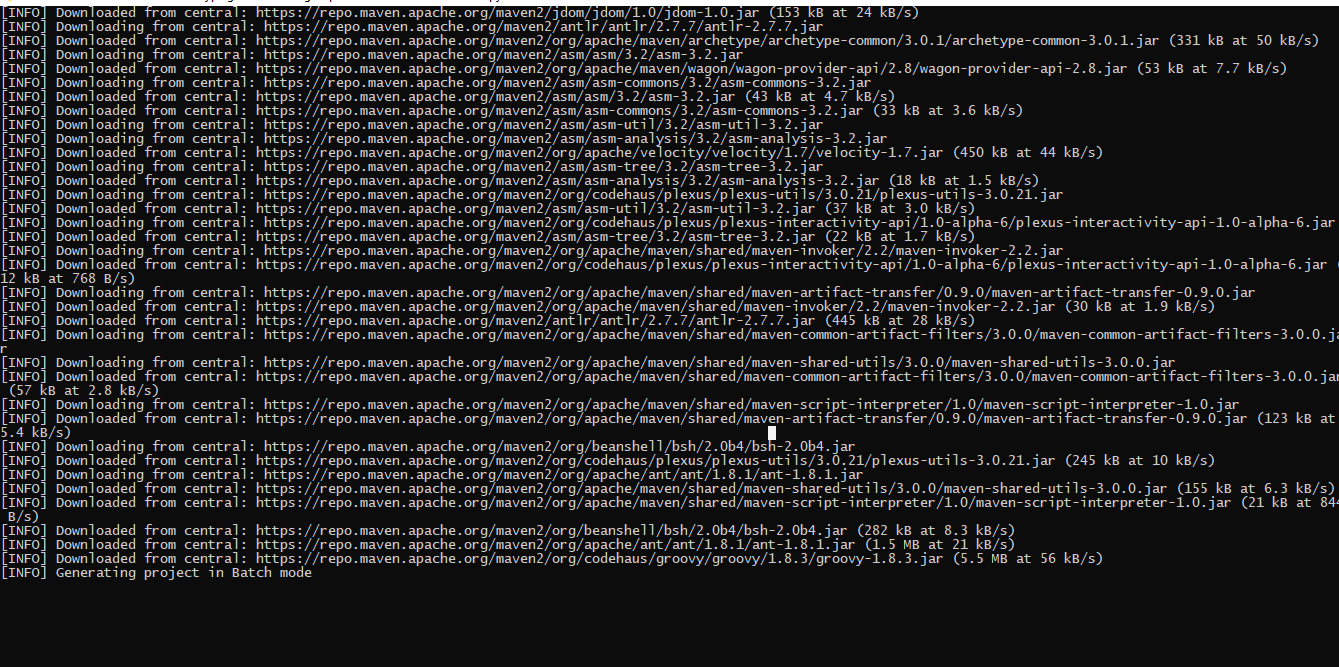 [INFO] Downloaded from central: https://repo.maven.apache.org/maven2/jdom/jdom/1.0/jdom-1.0.jar (153 kB at 24 kB/s)
[INFO] Downloading from central: https://repo.maven.apache.org/maven2/antlr/antlr/2.7.7/antlr-2.7.7.jar
[INFO] Downloaded from central: https://repo.maven.apache.org/maven2/org/apache/maven/archetype/archetype-common/3.0.1/archetype-common-3.0.1.jar (331 kB at 50 kB/s)
[INFO] Downloading from central: https://repo.maven.apache.org/maven2/asm/asm/3.2/asm-3.2.jar
[INFO] Downloaded from central: https://repo.maven.apache.org/maven2/org/apache/maven/wagon/wagon-provider-api/2.8/wagon-provider-api-2.8.jar (53 kB at 7.7 kB/s)
[INFO] Downloading from central: https://repo.maven.apache.org/maven2/asm/asm-commons/3.2/asm-commons-3.2.jar
[INFO] Downloaded from central: https://repo.maven.apache.org/maven2/asm/asm/3.2/asm-3.2.jar (43 kB at 4.7 kB/s)
[INFO] Downloaded from central: https://repo.maven.apache.org/maven2/asm/asm-commons/3.2/asm-commons-3.2.jar (33 kB at 3.6 kB/s)
[INFO] Downloading from central: https://repo.maven.apache.org/maven2/asm/asm-util/3.2/asm-util-3.2.jar
[INFO] Downloading from central: https://repo.maven.apache.org/maven2/asm/asm-analysis/3.2/asm-analysis-3.2.jar
[INFO] Downloaded from central: https://repo.maven.apache.org/maven2/org/apache/velocity/velocity/1.7/velocity-1.7.jar (450 kB at 44 kB/s)
[INFO] Downloading from central: https://repo.maven.apache.org/maven2/asm/asm-tree/3.2/asm-tree-3.2.jar
[INFO] Downloaded from central: https://repo.maven.apache.org/maven2/asm/asm-analysis/3.2/asm-analysis-3.2.jar (18 kB at 1.5 kB/s)
[INFO] Downloading from central: https://repo.maven.apache.org/maven2/org/codehaus/plexus/plexus-utils/3.0.21/plexus-utils-3.0.21.jar
[INFO] Downloaded from central: https://repo.maven.apache.org/maven2/asm/asm-util/3.2/asm-util-3.2.jar (37 kB at 3.0 kB/s)
[INFO] Downloading from central: https://repo.maven.apache.org/maven2/org/codehaus/plexus/plexus-interactivity-api/1.0-alpha-6/plexus-interactivity-api-1.0-alpha-6.jar
[INFO] Downloaded from central: https://repo.maven.apache.org/maven2/asm/asm-tree/3.2/asm-tree-3.2.jar (22 kB at 1.7 kB/s)
[INFO] Downloading from central: https://repo.maven.apache.org/maven2/org/apache/maven/shared/maven-invoker/2.2/maven-invoker-2.2.jar
[INFO] Downloaded from central: https://repo.maven.apache.org/maven2/org/codehaus/plexus/plexus-interactivity-api/1.0-alpha-6/plexus-interactivity-api-1.0-alpha-6.jar (
12 kB at 768 B/s)
[INFO] Downloading from central: https://repo.maven.apache.org/maven2/org/apache/maven/shared/maven-artifact-transfer/0.9.0/maven-artifact-transfer-0.9.0.jar
[INFO] Downloaded from central: https://repo.maven.apache.org/maven2/org/apache/maven/shared/maven-invoker/2.2/maven-invoker-2.2.jar (30 kB at 1.9 kB/s)
[INFO] Downloaded from central: https://repo.maven.apache.org/maven2/antlr/antlr/2.7.7/antlr-2.7.7.jar (445 kB at 28 kB/s)
[INFO] Downloading from central: https://repo.maven.apache.org/maven2/org/apache/maven/shared/maven-common-artifact-filters/3.0.0/maven-common-artifact-filters-3.0.0.ja
r
[INFO] Downloading from central: https://repo.maven.apache.org/maven2/org/apache/maven/shared/maven-shared-utils/3.0.0/maven-shared-utils-3.0.0.jar
[INFO] Downloaded from central: https://repo.maven.apache.org/maven2/org/apache/maven/shared/maven-common-artifact-filters/3.0.0/maven-common-artifact-filters-3.0.0.jar
(57 kB at 2.8 kB/s)
[INFO] Downloading from central: https://repo.maven.apache.org/maven2/org/apache/maven/shared/maven-script-interpreter/1.0/maven-script-interpreter-1.0.jar
[INFO] Downloaded from central: https://repo.maven.apache.org/maven2/org/apache/maven/shared/maven-artifact-transfer/0.9.0/maven-artifact-transfer-0.9.0.jar (123 kB at
5.4 kB/s)
[INFO] Downloading from central: https://repo.maven.apache.org/maven2/org/beanshell/bsh/2.0b4/bsh-2.0b4.jar
[INFO] Downloaded from central: https://repo.maven.apache.org/maven2/org/codehaus/plexus/plexus-utils/3.0.21/plexus-utils-3.0.21.jar (245 kB at 10 kB/s)
[INFO] Downloading from central: https://repo.maven.apache.org/maven2/org/apache/ant/ant/1.8.1/ant-1.8.1.jar
[INFO] Downloaded from central: https://repo.maven.apache.org/maven2/org/apache/maven/shared/maven-shared-utils/3.0.0/maven-shared-utils-3.0.0.jar (155 kB at 6.3 kB/s)
[INFO] Downloaded from central: https://repo.maven.apache.org/maven2/org/apache/maven/shared/maven-script-interpreter/1.0/maven-script-interpreter-1.0.jar (21 kB at 844
B/s)
[INFO] Downloaded from central: https://repo.maven.apache.org/maven2/org/beanshell/bsh/2.0b4/bsh-2.0b4.jar (282 kB at 8.3 kB/s)
[INFO] Downloaded from central: https://repo.maven.apache.org/maven2/org/apache/ant/ant/1.8.1/ant-1.8.1.jar (1.5 MB at 21 kB/s)
[INFO] Downloaded from central: https://repo.maven.apache.org/maven2/org/codehaus/groovy/groovy/1.8.3/groovy-1.8.3.jar (5.5 MB at 56 kB/s)
[INFO] Generating project in Batch mode